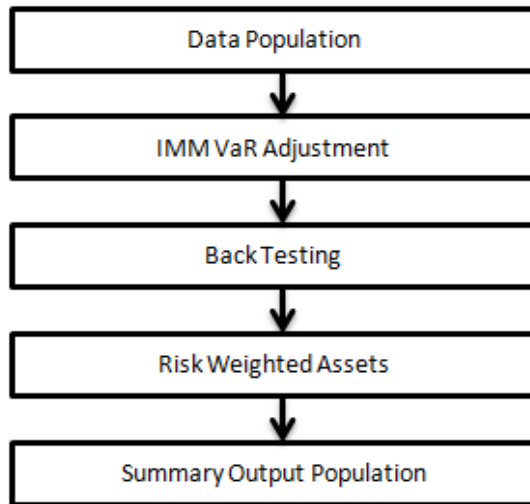 Data Population
IMM VaR Adjustment
Back Testing
Risk Weighted Assets
Summary Output Population